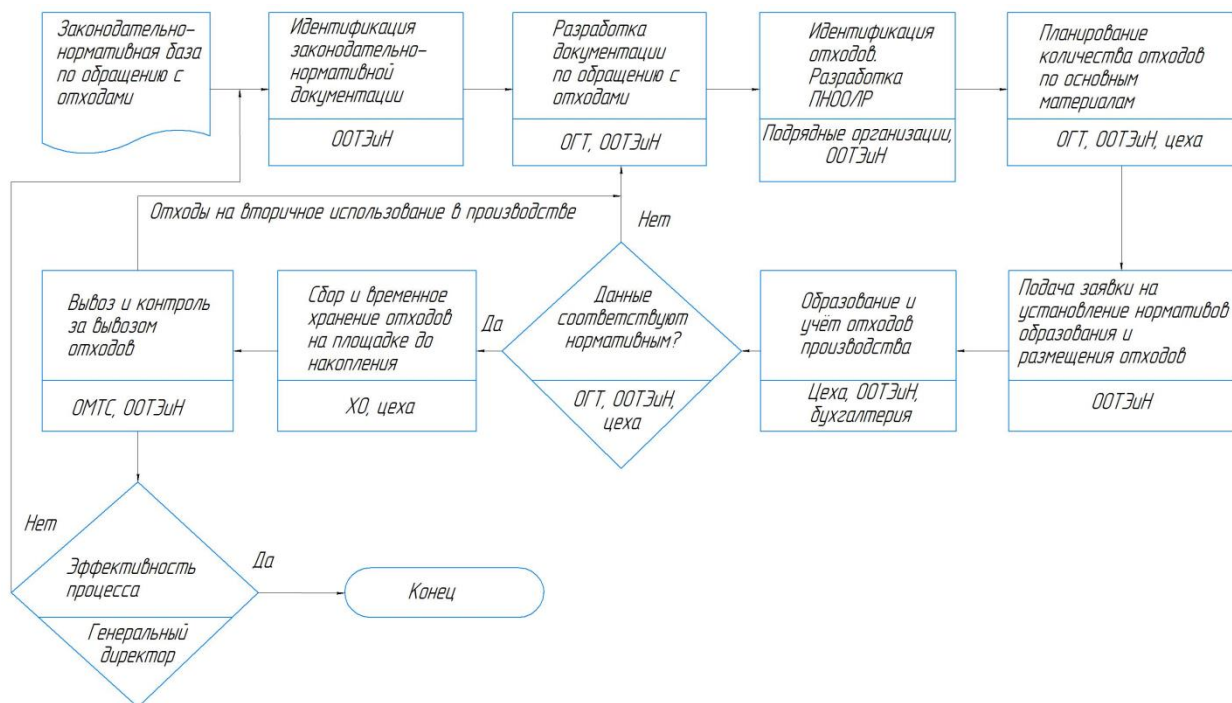 Законодательно-
нормативная база
по обращению с
отходами
Идентификация
законодательно-
нормативной
документации
ООТЭиН
Разработка
документации
по обращению с
отходами
ОГТ, ООТЭиН
Идентификация
отходов.
Разработка
ПНООЛР
Подрядные организации,
ООТЭиН
Планирование
количества отходов
по основным
материалам
ОГТ, ООТЭиН, цеха
Отходы на вторичное использование в производстве
Нет
Вывоз и контроль
за вывозом
отходов
ОМТС, ООТЭиН
Сбор и временное
хранение отходов
на площадке до
накопления
ХО, цеха
Да
Данные
соответствуют
нормативным?
ОГТ, ООТЭиН,
цеха
Образование и
учёт отходов
производства
Цеха, ООТЭиН,
бухгалтерия
Подача заявки на
установление нормативов
образования и
размещения отходов
ООТЭиН
Нет
Эффективность
процесса
Генеральный
директор
Да
Конец